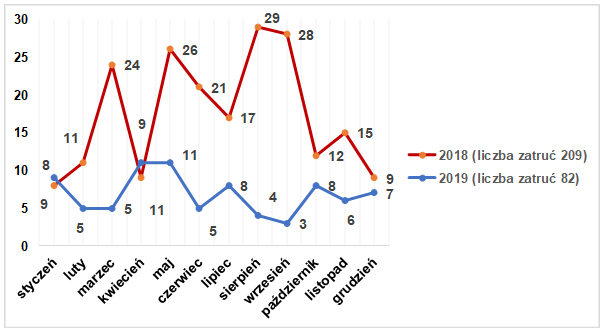 30
25
20
15
10
5
0
29
28
26
24
21
17
15
12
11
9
8
9
9
7
11
8
8
4
3
5
5
11
5
6
styczeń
luty
marzec
kwiecień
maj
czerwiec
lipiec
sierpień
wrzesień
październik
listopad
grudzień
2018 (liczba zatruć 209)
2019 (liczba zatruć 82)